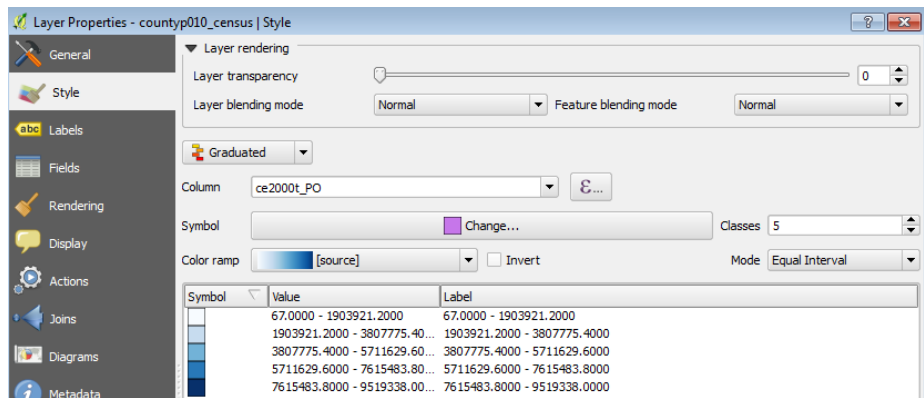 Layer Properties - countyp010_census | Style
General
Style
Labels
Fields
Rendering
Display
Actions
Joins
Diagrams
Metadata
Layer rendering
Layer transparency 0
Layer blending mode Normal Feature blending mode Normal
Graduated
Column ce2000t_PO ε...
Symbol Change... Classes 5
Color ramp [source] Invert Mode Equal Interval
Symbol Value Label
67.0000 - 1903921.2000 67.0000 - 1903921.2000
1903921.2000 - 3807775.40... 1903921.2000 - 3807775.4000
3807775.4000 - 5711629.60... 3807775.4000 - 5711629.6000
5711629.6000 - 7615483.80... 5711629.6000 - 7615483.8000
7615483.8000 - 9519338.00... 7615483.8000 - 9519338.0000
abc